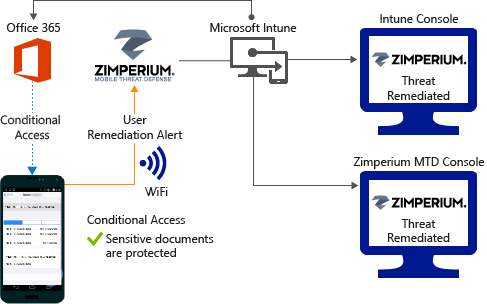 Office 365
Microsoft Intune
Intune Console
ZIMPERIUM.
MOBILE THREAT DEFENSE
ZIMPERIUM.
Threat
Remediated
Conditional
Access
User
Remediation Alert
WiFi
Zimperium MTD Console
ZIMPERIUM.
Threat
Remediated
Conditional Access
Sensitive documents
are protected